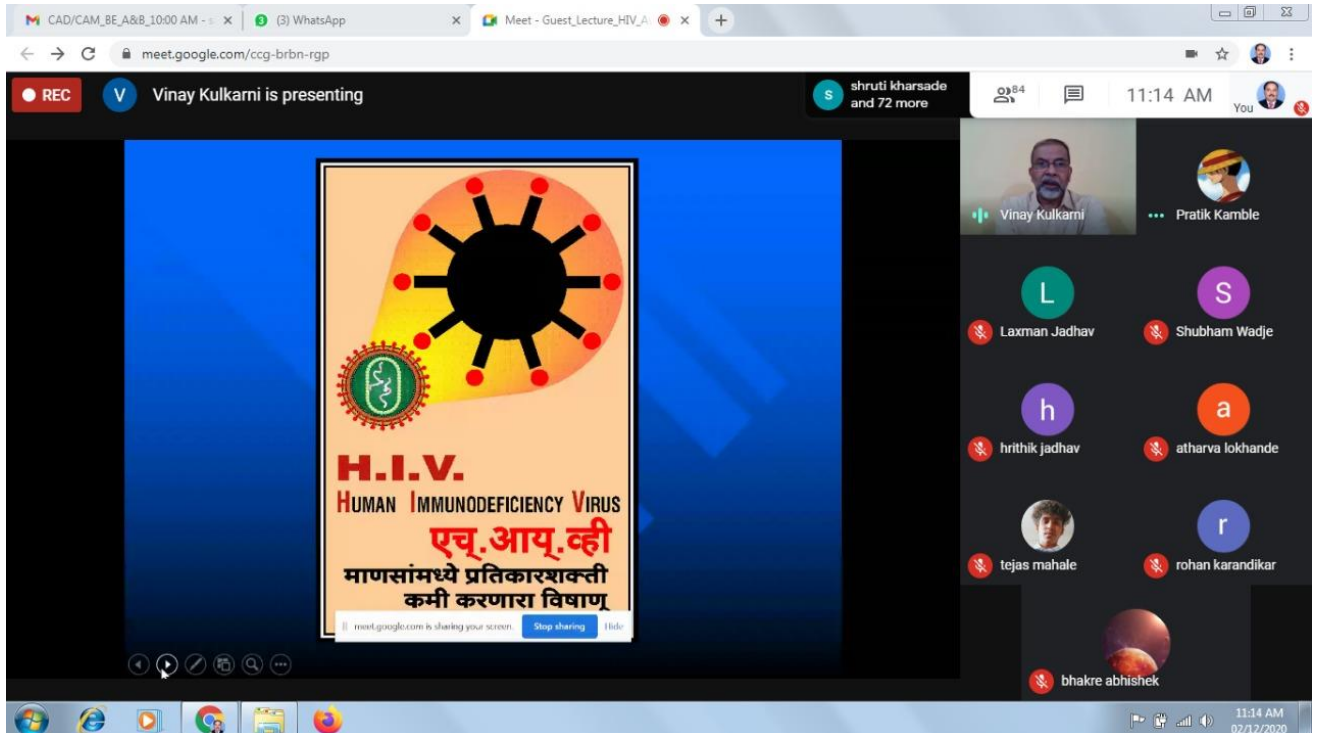 CAD/CAM_BE_A&B_10:00 AM - s
(3) WhatsApp
Meet - Guest_Lecture_HIV_A
meet.google.com/ccg-brbn-rgp
REC
V
Vinay Kulkarni is presenting
s
shruti kharsade
and 72 more
84
11:14 AM
You
Vinay Kulkarni
Pratik Kamble
L
Laxman Jadhav
S
Shubham Wadje
h
hrithik jadhav
a
atharva lokhande
tejas mahale
r
rohan karandikar
bhakre abhishek
H.I.V.
HUMAN IMMUNODEFICIENCY VIRUS
एच्.आय्.व्ही
माणसांमध्ये प्रतिकारशक्ती
कमी करणारा विषाणू
meet.google.com is sharing your screen.
Stop sharing
Hide
11:14 AM
02/12/2020